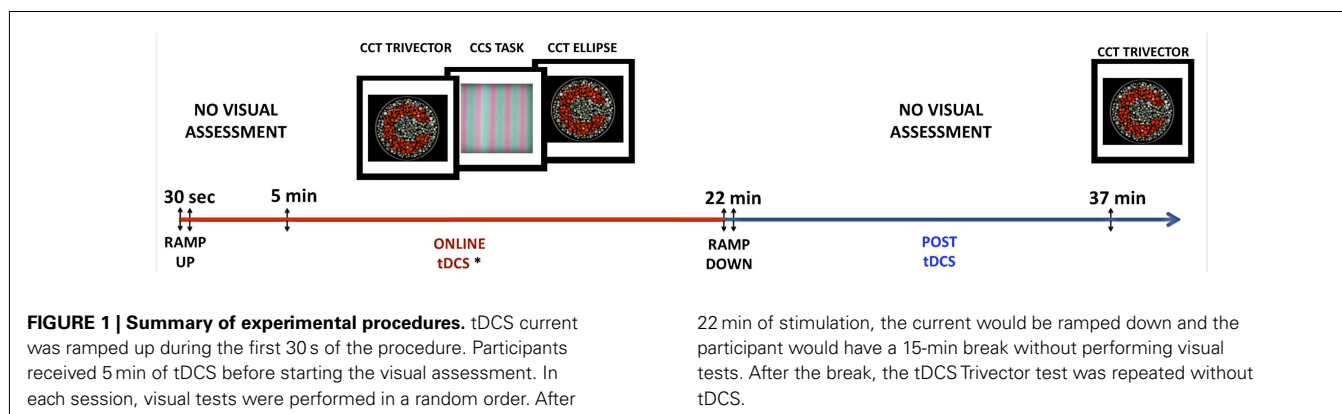 CCT TRIVECTOR CCS TASK CCT ELLIPSE CCT TRIVECTOR
NO VISUAL
ASSESSMENT
NO VISUAL
ASSESSMENT
30 sec 5 min 22 min 37 min
RAMP
UP
ONLINE
tDCS *
RAMP
DOWN
POST
tDCS
FIGURE 1 | Summary of experimental procedures. tDCS current
was ramped up during the first 30 s of the procedure. Participants
received 5 min of tDCS before starting the visual assessment. In
each session, visual tests were performed in a random order. After
22 min of stimulation, the current would be ramped down and the
participant would have a 15-min break without performing visual
tests. After the break, the tDCS Trivector test was repeated without
tDCS.